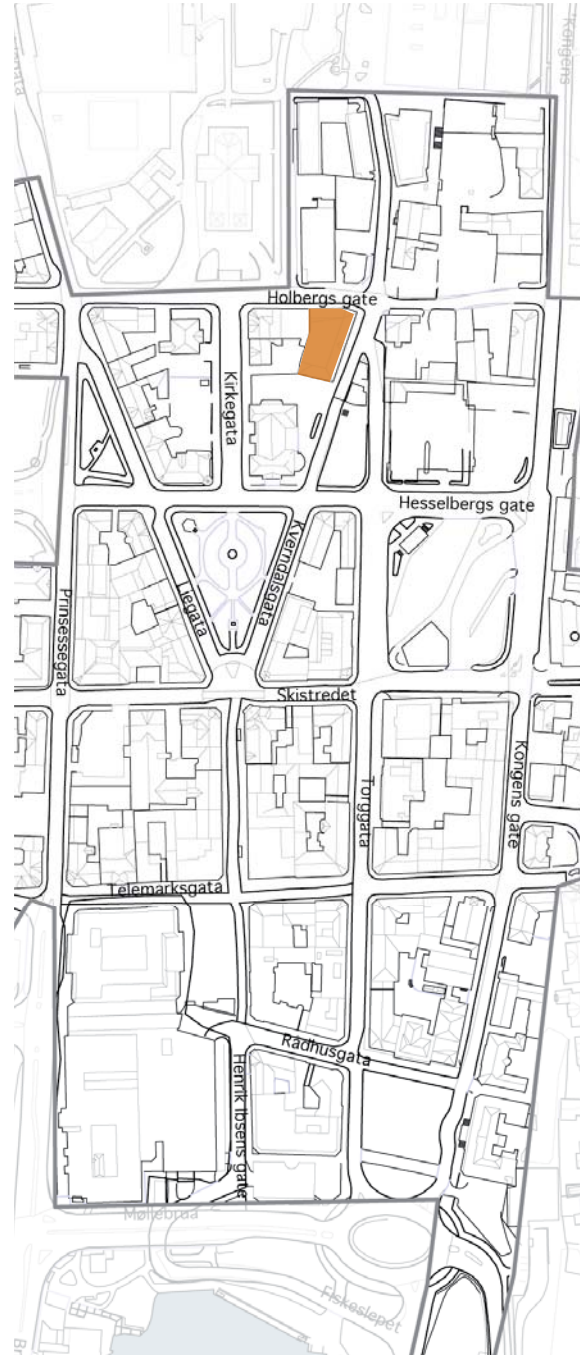 Kongens
Holbergs gate
Kirkegata
Hesselbergs gate
Kverndalsgata
Liegata
Prinsessegata
Skistredet
Torggata
Kongens gate
Telemarksgata
Rådhusgata
Henrik Ibsens gate
Møllebrua
Fiskeslepet